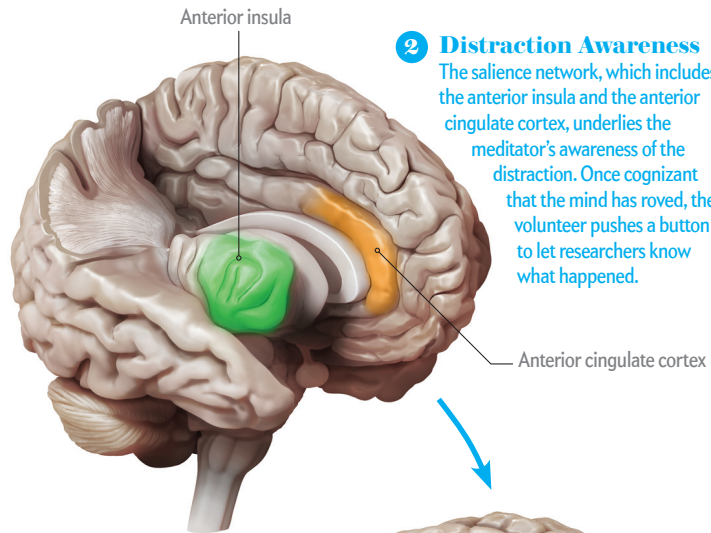 Anterior insula
2 Distraction Awareness
The salience network, which includes
the anterior insula and the anterior
cingulate cortex, underlies the
meditator's awareness of the
distraction. Once cognizant
that the mind has roved, the
volunteer pushes a button
to let researchers know
what happened.
Anterior cingulate cortex